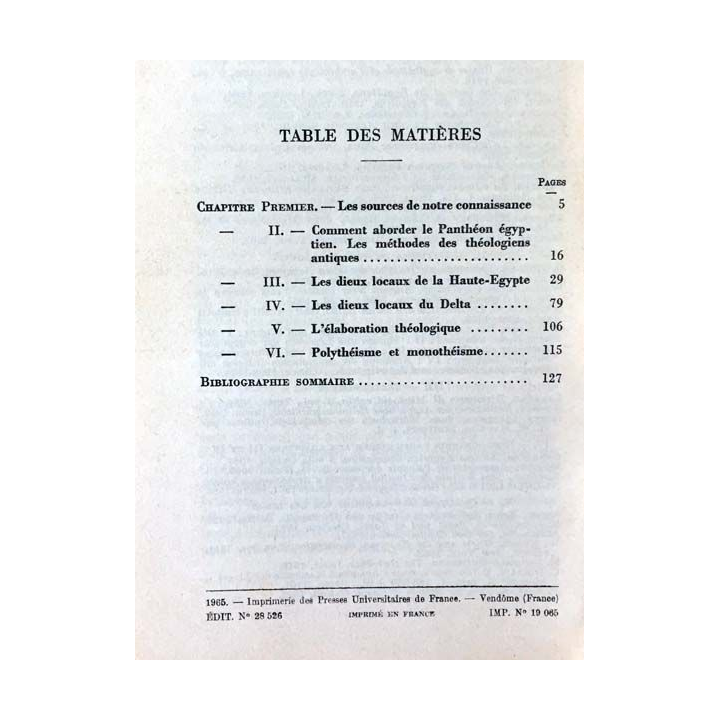 TABLE DES MATIÈRES
PAGES
CHAPITRE PREMIER. — Les sources de notre connaissance 5
— II. — Comment aborder le Panthéon égyp-
tien. Les méthodes des théologiens
antiques ......................... 16
— III. — Les dieux locaux de la Haute-Egypte 29
— IV. — Les dieux locaux du Delta ........ 79
— V. — L'élaboration théologique ......... 106
— VI. — Polythéisme et monothéisme....... 115
BIBLIOGRAPHIE SOMMAIRE .......................... 127
1965. — Imprimerie des Presses Universitaires de France. — Vendôme (France)
ÉDIT. Nº 28 526 IMPRIMÉ EN FRANCE IMP. Nº 19 065